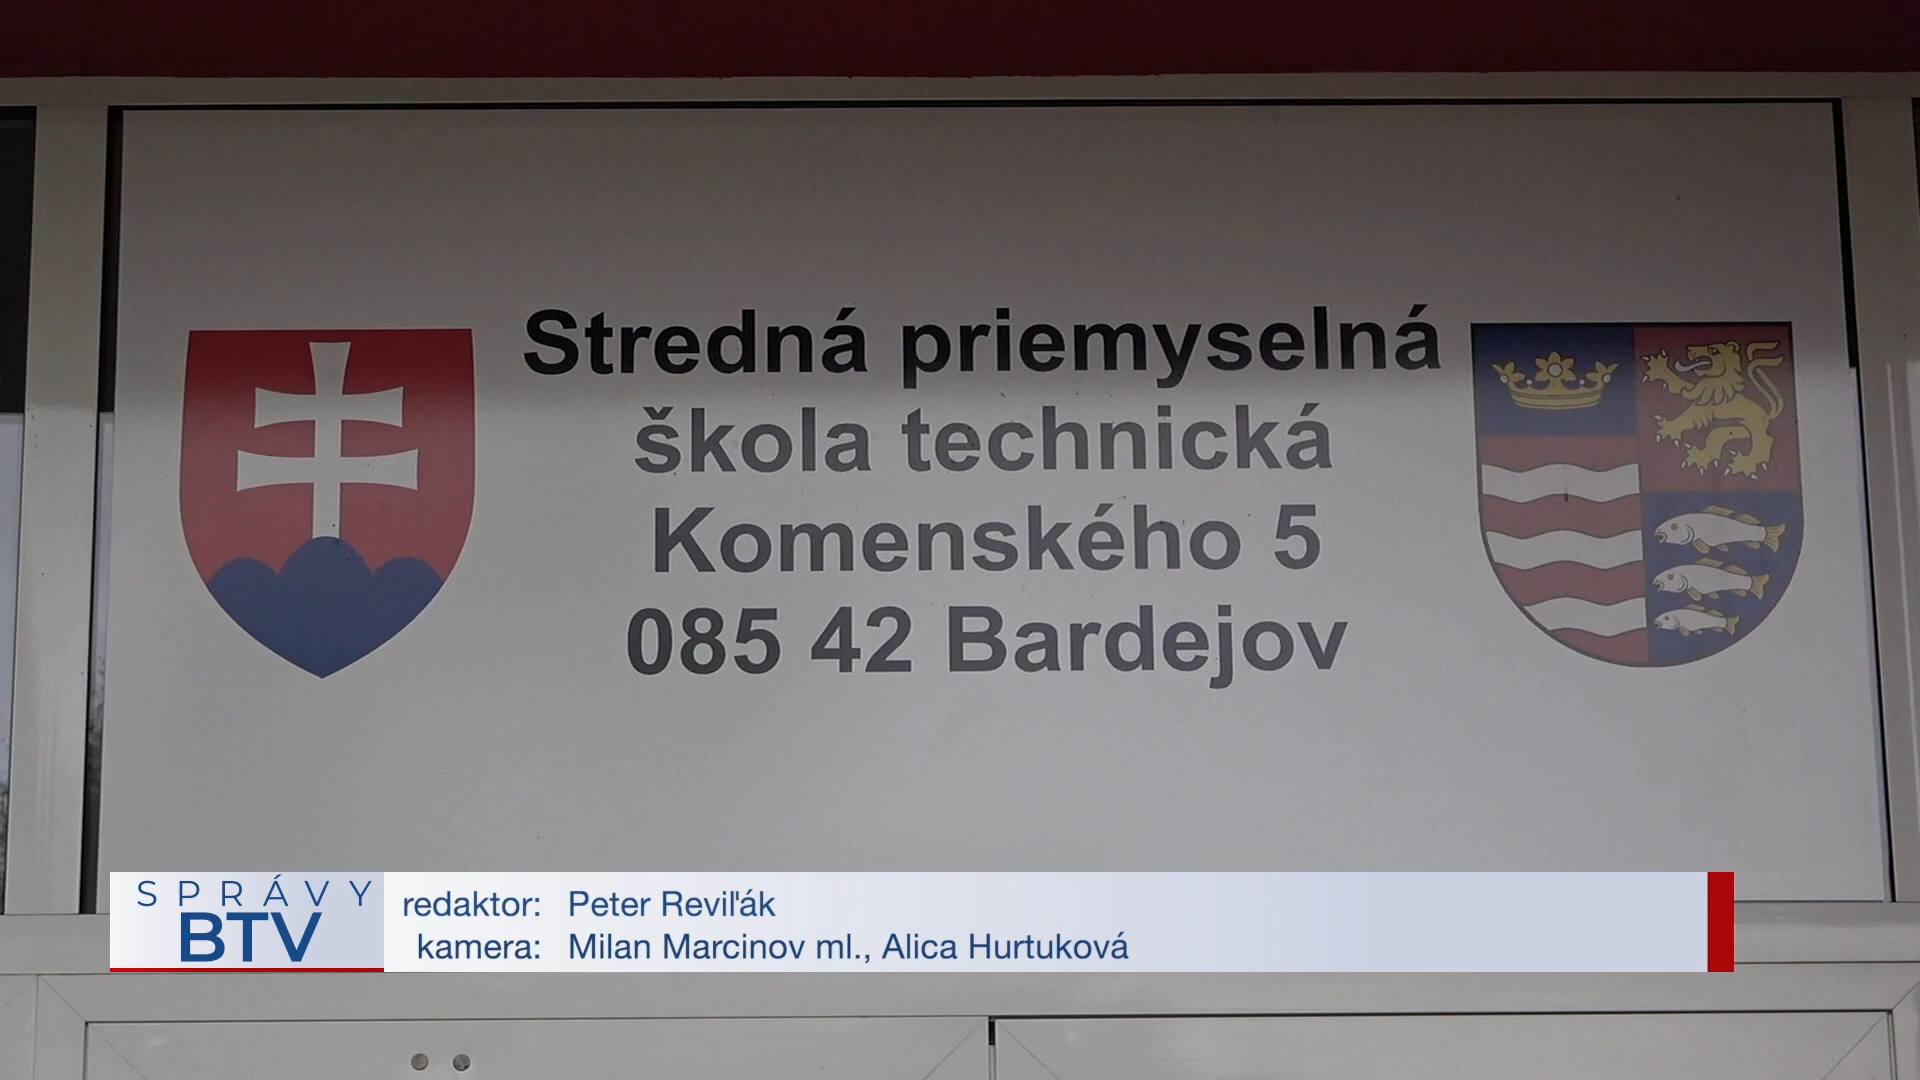 Stredná priemyselná
škola technická
Komenského 5
085 42 Bardejov
SPRÁVY
BTV
redaktor: Peter Reviľák
kamera: Milan Marcinov ml., Alica Hurtuková